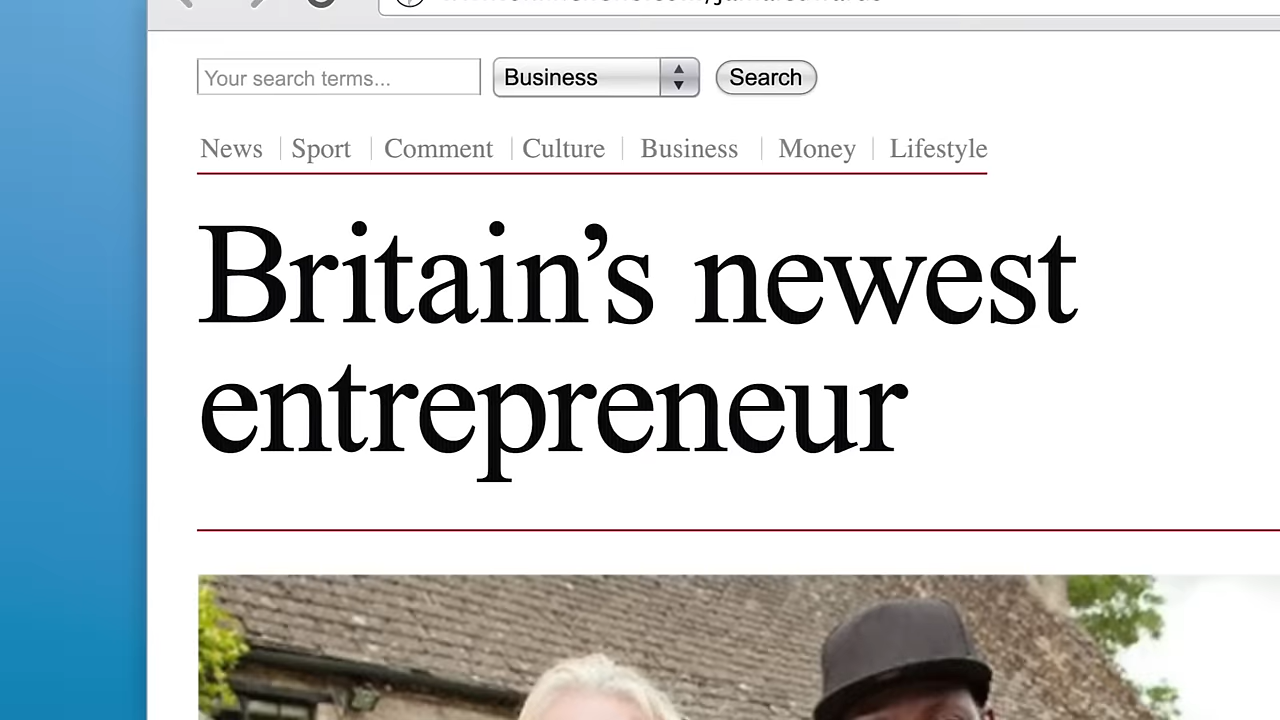 Your search terms... Business Search
News Sport Comment Culture Business Money Lifestyle
Britain's newest
entrepreneur